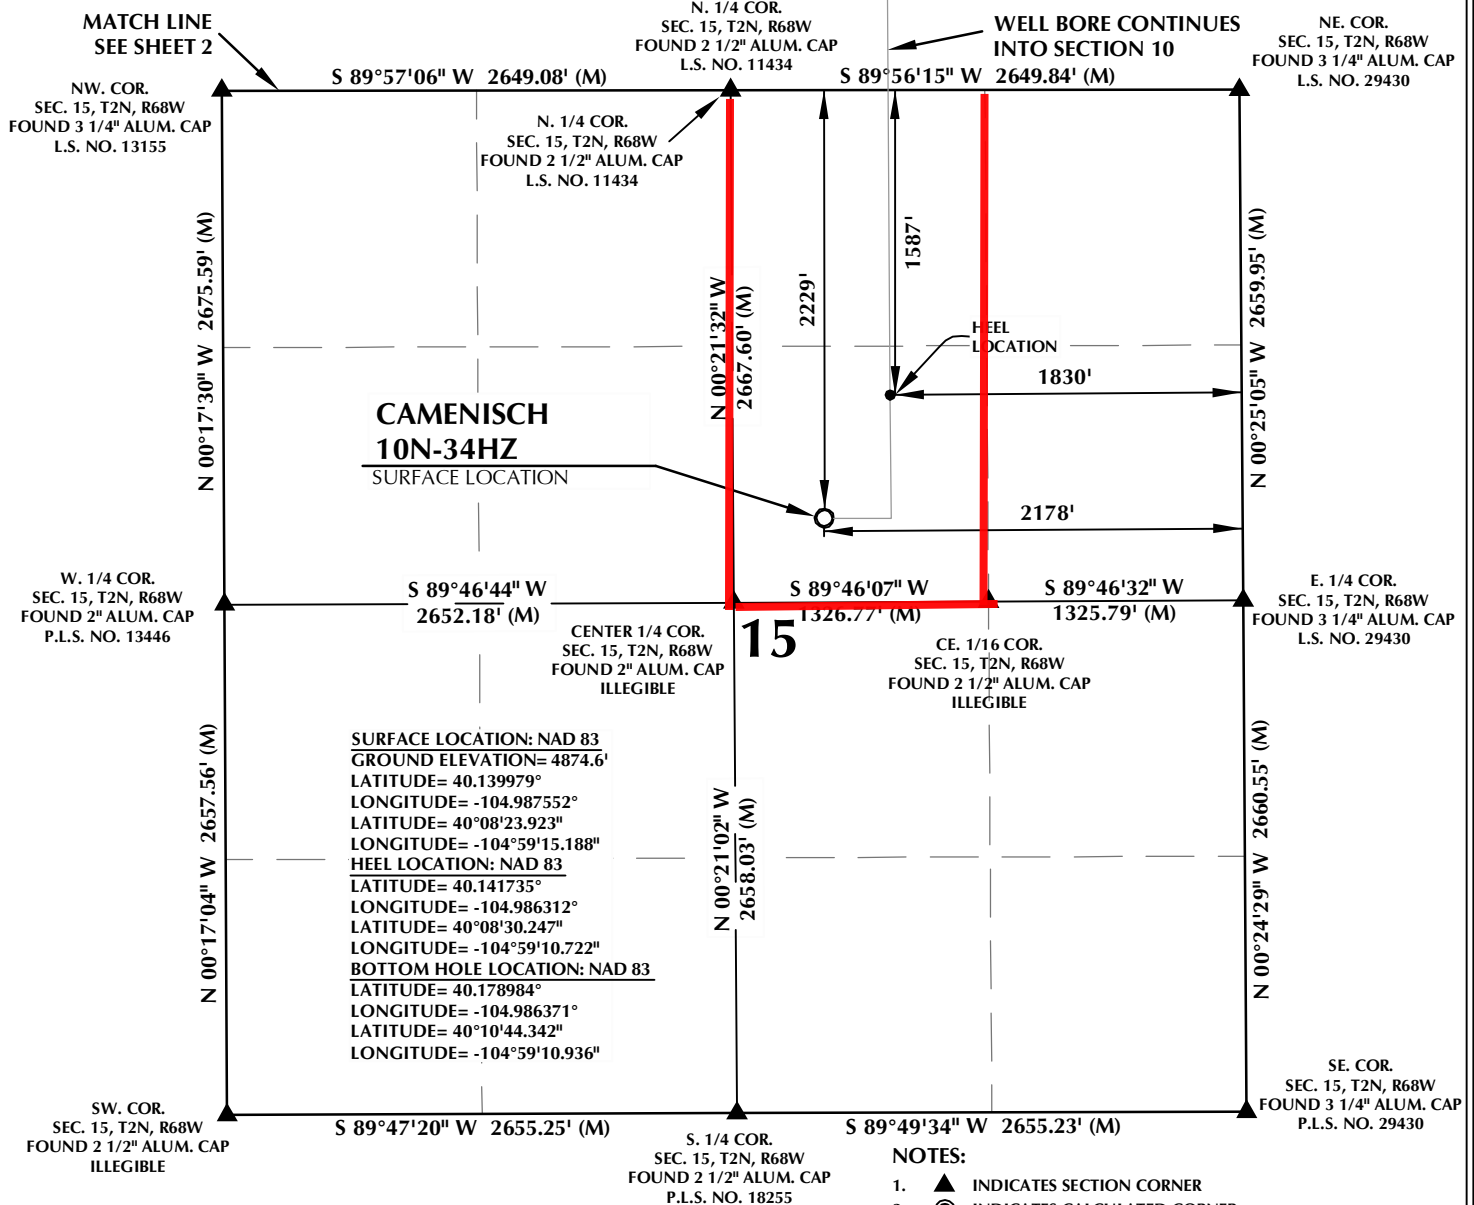 MATCH LINE
SEE SHEET 2
N. 1/4 COR.
SEC. 15, T2N, R68W
FOUND 2 1/2" ALUM. CAP
L.S. NO. 11434
WELL BORE CONTINUES
INTO SECTION 10
NE. COR.
SEC. 15, T2N, R68W
FOUND 3 1/4" ALUM. CAP
L.S. NO. 29430
NW. COR.
SEC. 15, T2N, R68W
FOUND 3 1/4" ALUM. CAP
L.S. NO. 13155
S 89°57'06" W 2649.08' (M)
S 89°56'15" W 2649.84' (M)
N. 1/4 COR.
SEC. 15, T2N, R68W
FOUND 2 1/2" ALUM. CAP
L.S. NO. 11434
N 00°17'30" W 2675.59' (M)
N 00°21'32" W
2667.60' (M)
2229'
1587'
N 00°25'05" W 2659.95' (M)
HEEL
LOCATION
1830'
CAMENISCH
10N-34HZ
SURFACE LOCATION
2178'
W. 1/4 COR.
SEC. 15, T2N, R68W
FOUND 2" ALUM. CAP
P.L.S. NO. 13446
S 89°46'44" W
2652.18' (M)
S 89°46'07" W
1326.77' (M)
S 89°46'32" W
1325.79' (M)
E. 1/4 COR.
SEC. 15, T2N, R68W
FOUND 3 1/4" ALUM. CAP
L.S. NO. 29430
CENTER 1/4 COR.
SEC. 15, T2N, R68W
FOUND 2" ALUM. CAP
ILLEGIBLE
15
CE. 1/16 COR.
SEC. 15, T2N, R68W
FOUND 2 1/2" ALUM. CAP
ILLEGIBLE
N 00°17'04" W 2657.56' (M)
SURFACE LOCATION: NAD 83
GROUND ELEVATION= 4874.6'
LATITUDE= 40.139979°
LONGITUDE= -104.987552°
LATITUDE= 40°08'23.923"
LONGITUDE= -104°59'15.188"
HEEL LOCATION: NAD 83
LATITUDE= 40.141735°
LONGITUDE= -104.986312°
LATITUDE= 40°08'30.247"
LONGITUDE= -104°59'10.722"
BOTTOM HOLE LOCATION: NAD 83
LATITUDE= 40.178984°
LONGITUDE= -104.986371°
LATITUDE= 40°10'44.342"
LONGITUDE= -104°59'10.936"
N 00°21'02" W
2658.03' (M)
N 00°24'29" W 2660.55' (M)
SW. COR.
SEC. 15, T2N, R68W
FOUND 2 1/2" ALUM. CAP
ILLEGIBLE
S 89°47'20" W 2655.25' (M)
S 89°49'34" W 2655.23' (M)
SE. COR.
SEC. 15, T2N, R68W
FOUND 3 1/4" ALUM. CAP
P.L.S. NO. 29430
S. 1/4 COR.
SEC. 15, T2N, R68W
FOUND 2 1/2" ALUM. CAP
P.L.S. NO. 18255
NOTES:
1. INDICATES SECTION CORNER